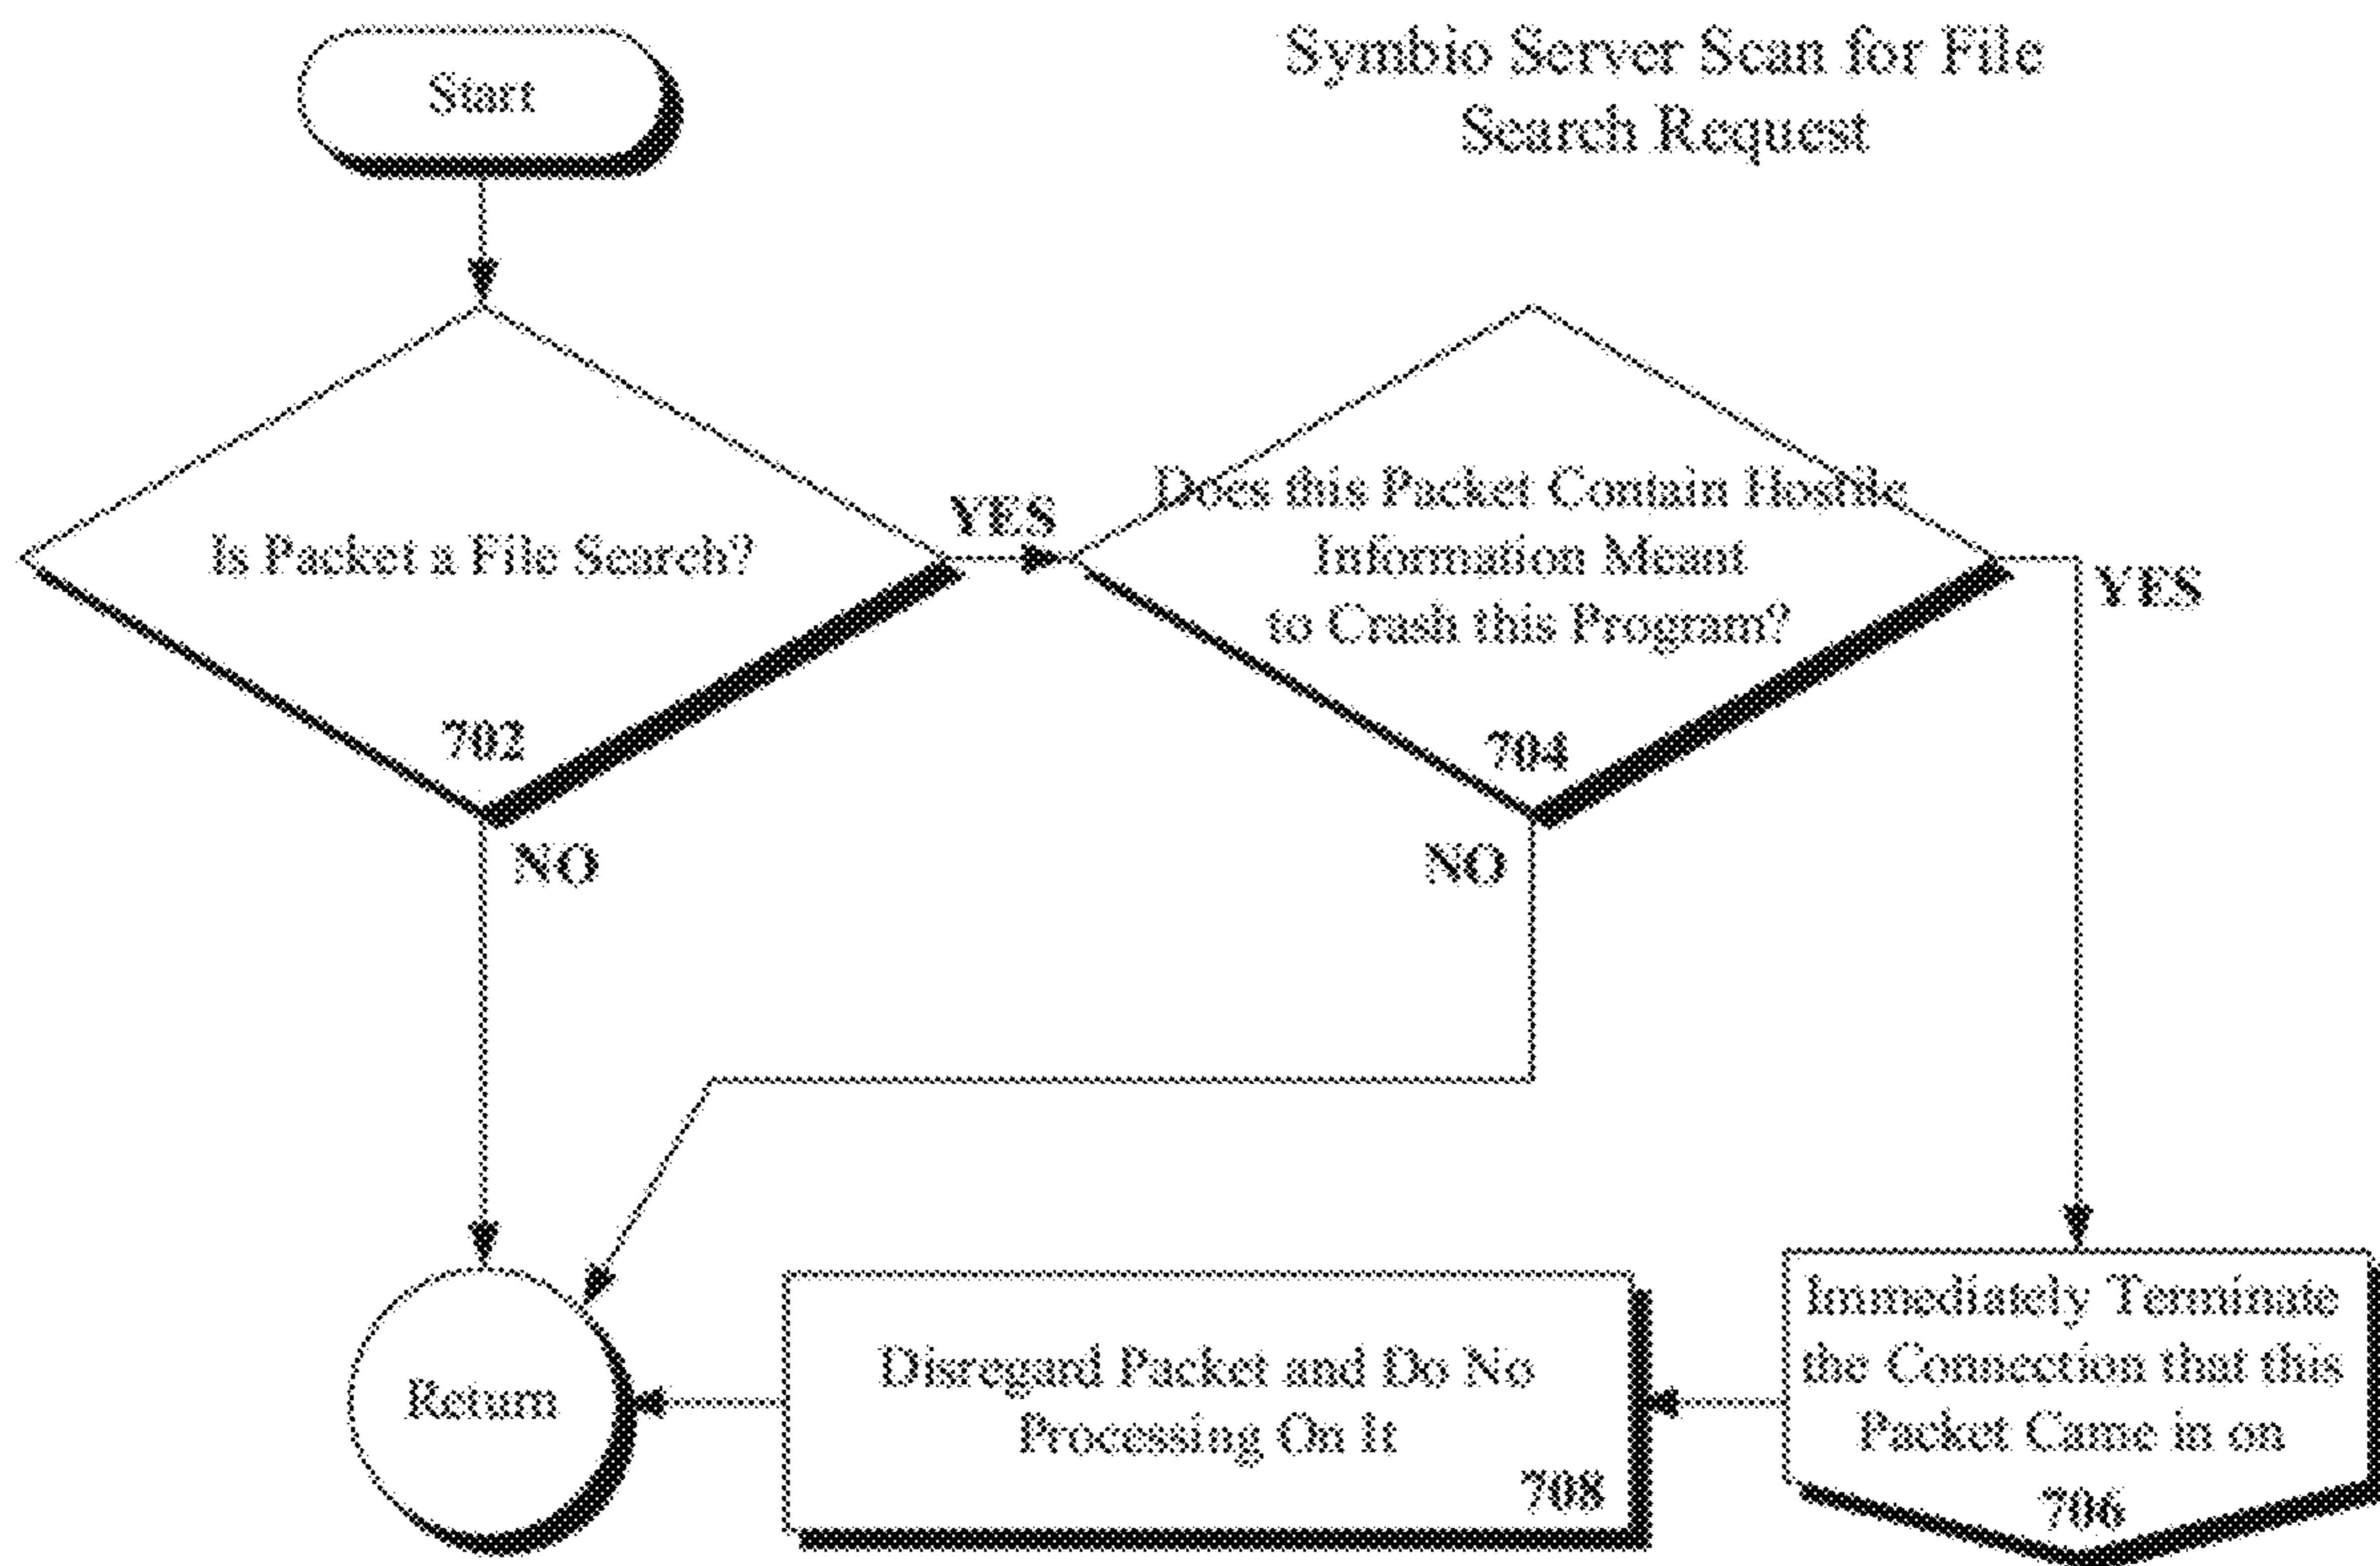 Symbio Server Scan for File
Search Request
Start
Is Packet a File Search?
702
YES
NO
Does this Packet Contain Hostile
Information Meant
to Crash this Program?
704
YES
NO
Immediately Terminate
the Connection that this
Packet Came in on
706
Disregard Packet and Do No
Processing On It
708
Return